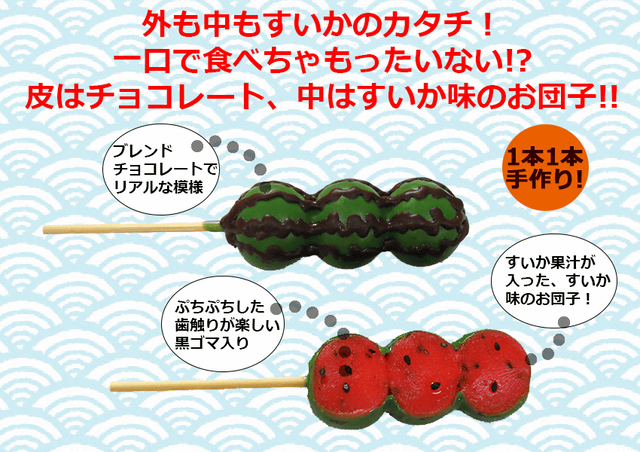 外も中もすいかのカタチ！
一口で食べちゃもったいない!?
皮はチョコレート、中はすいか味のお団子!!
ブレンド
チョコレートで
リアルな模様
1本1本
手作り!
すいか果汁が
入った、すいか
味のお団子！
ぷちぷちした
歯触りが楽しい
黒ゴマ入り